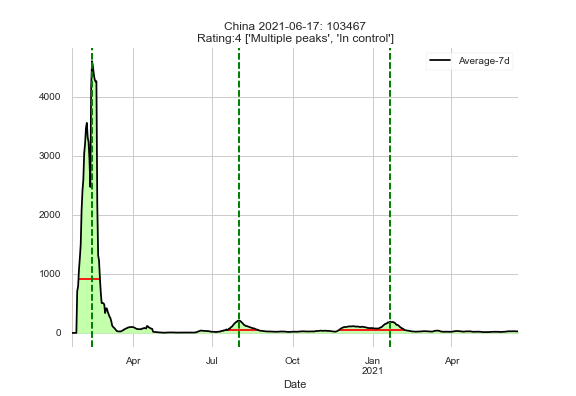 China 2021-06-17: 103467
Rating:4 ['Multiple peaks', 'In control']
Average-7d
4000
3000
2000
1000
0
Apr
Jul
Oct
Jan
2021
Apr
Date